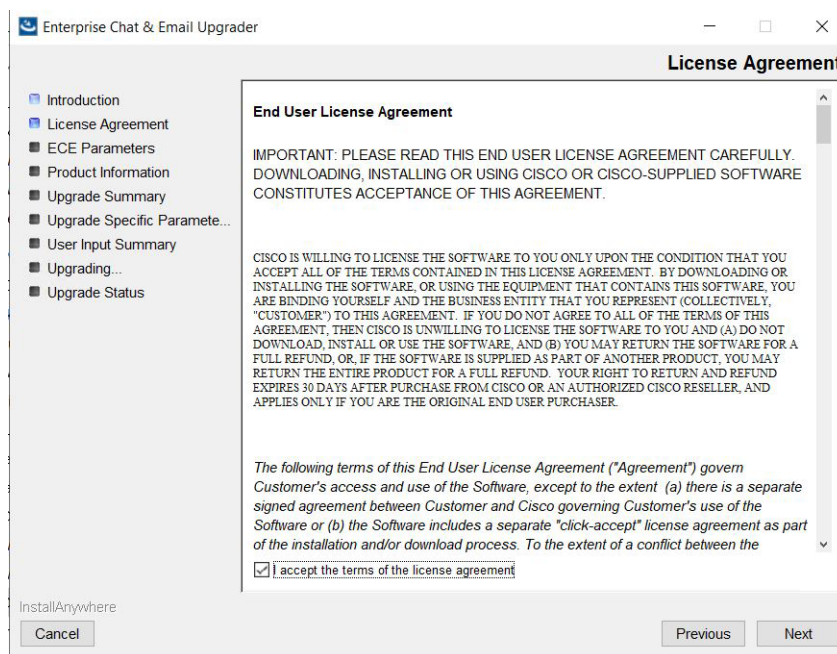 Enterprise Chat & Email Upgrader
License Agreement
Introduction
License Agreement
ECE Parameters
Product Information
Upgrade Summary
Upgrade Specific Paramete...
User Input Summary
Upgrading...
Upgrade Status
End User License Agreement
IMPORTANT: PLEASE READ THIS END USER LICENSE AGREEMENT CAREFULLY.
DOWNLOADING, INSTALLING OR USING CISCO OR CISCO-SUPPLIED SOFTWARE
CONSTITUTES ACCEPTANCE OF THIS AGREEMENT.
CISCO IS WILLING TO LICENSE THE SOFTWARE TO YOU ONLY UPON THE CONDITION THAT YOU
ACCEPT ALL OF THE TERMS CONTAINED IN THIS LICENSE AGREEMENT. BY DOWNLOADING OR
INSTALLING THE SOFTWARE, OR USING THE EQUIPMENT THAT CONTAINS THIS SOFTWARE, YOU
ARE BINDING YOURSELF AND THE BUSINESS ENTITY THAT YOU REPRESENT (COLLECTIVELY,
"CUSTOMER") TO THIS AGREEMENT. IF YOU DO NOT AGREE TO ALL OF THE TERMS OF THIS
AGREEMENT, THEN CISCO IS UNWILLING TO LICENSE THE SOFTWARE TO YOU AND (A) DO NOT
DOWNLOAD, INSTALL OR USE THE SOFTWARE, AND (B) YOU MAY RETURN THE SOFTWARE FOR A
FULL REFUND, OR, IF THE SOFTWARE IS SUPPLIED AS PART OF ANOTHER PRODUCT, YOU MAY
RETURN THE ENTIRE PRODUCT FOR A FULL REFUND. YOUR RIGHT TO RETURN AND REFUND
EXPIRES 30 DAYS AFTER PURCHASE FROM CISCO OR AN AUTHORIZED CISCO RESELLER, AND
APPLIES ONLY IF YOU ARE THE ORIGINAL END USER PURCHASER.
The following terms of this End User License Agreement ("Agreement") govern
Customer's access and use of the Software, except to the extent (a) there is a separate
signed agreement between Customer and Cisco governing Customer's use of the
Software or (b) the Software includes a separate "click-accept" license agreement as part
of the installation and/or download process. To the extent of a conflict between the
I accept the terms of the license agreement
InstallAnywhere
Cancel
Previous
Next